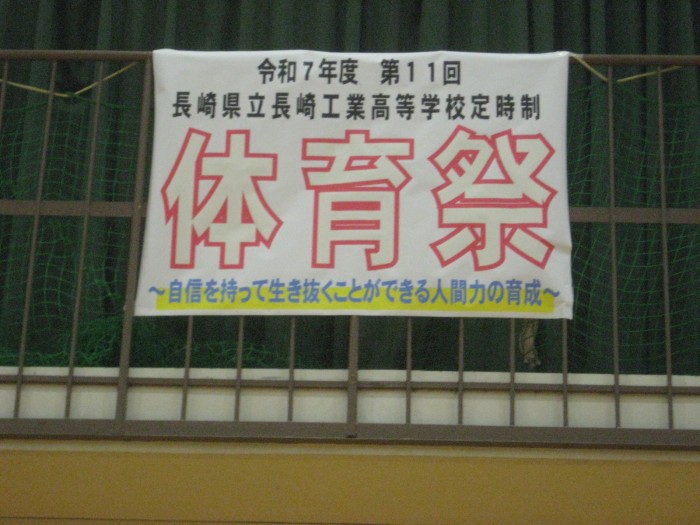 令和7年度 第11回
長崎県立長崎工業高等学校定時制
体育祭
~自信を持って生き抜くことができる人間力の育成~